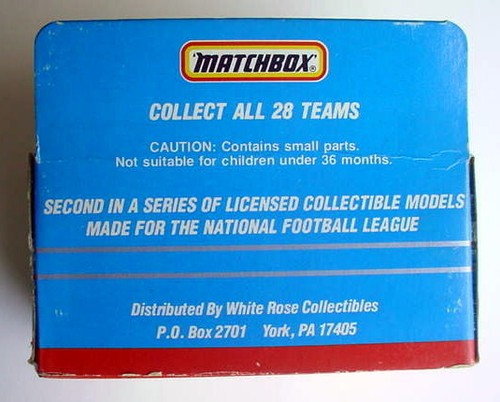 "MATCHBOX"®
COLLECT ALL 28 TEAMS
CAUTION: Contains small parts.
Not suitable for children under 36 months.
SECOND IN A SERIES OF LICENSED COLLECTIBLE MODELS
MADE FOR THE NATIONAL FOOTBALL LEAGUE
Distributed By White Rose Collectibles
P.O. Box 2701 York, PA 17405